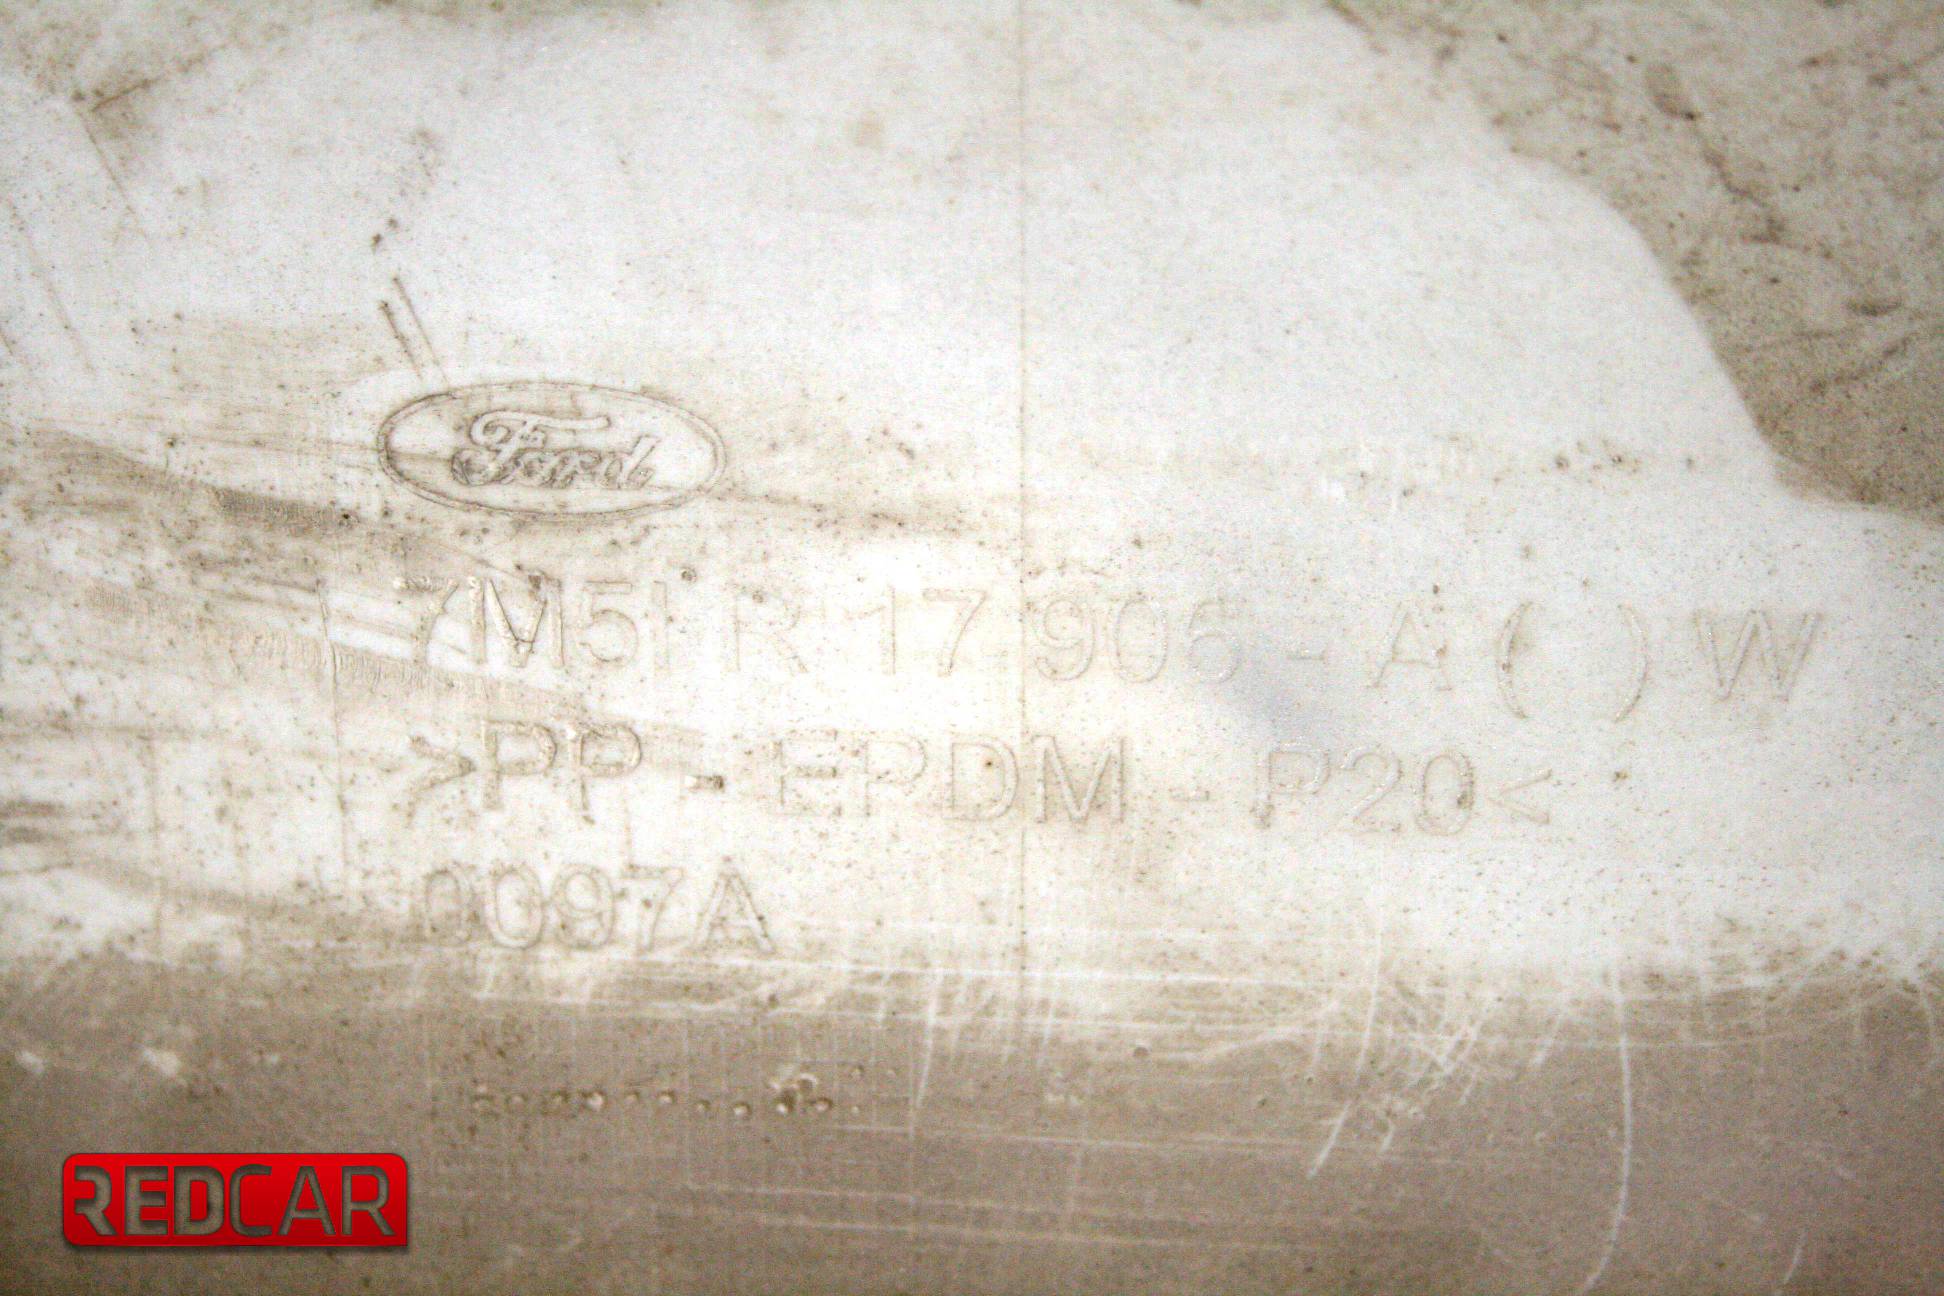 Ford
7M51 R 17 906 - A ( ) W
>PP - EPDM - P20<
0097A
REDCAR